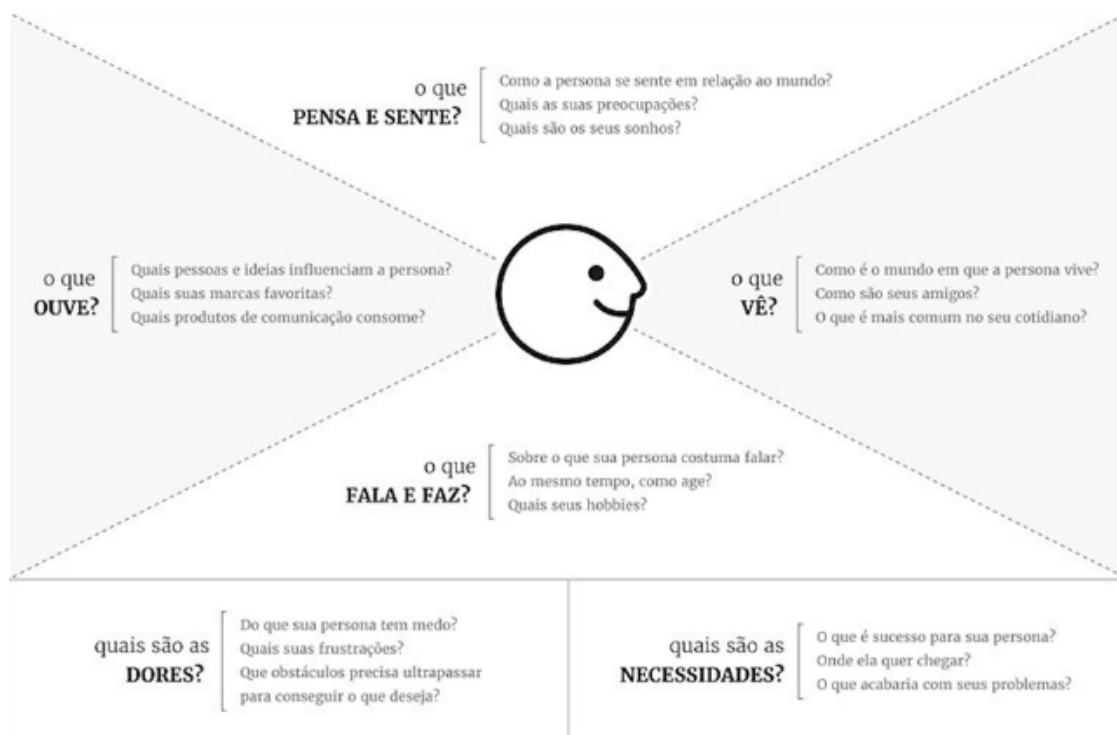 o que
PENSA E SENTE?
Como a persona se sente em relação ao mundo?
Quais as suas preocupações?
Quais são os seus sonhos?
o que
OUVE?
Quais pessoas e ideias influenciam a persona?
Quais suas marcas favoritas?
Quais produtos de comunicação consome?
o que
VÊ?
Como é o mundo em que a persona vive?
Como são seus amigos?
O que é mais comum no seu cotidiano?
o que
FALA E FAZ?
Sobre o que sua persona costuma falar?
Ao mesmo tempo, como age?
Quais seus hobbies?
quais são as
DORES?
Do que sua persona tem medo?
Quais suas frustrações?
Que obstáculos precisa ultrapassar
para conseguir o que deseja?
quais são as
NECESSIDADES?
O que é sucesso para sua persona?
Onde ela quer chegar?
O que acabaria com seus problemas?